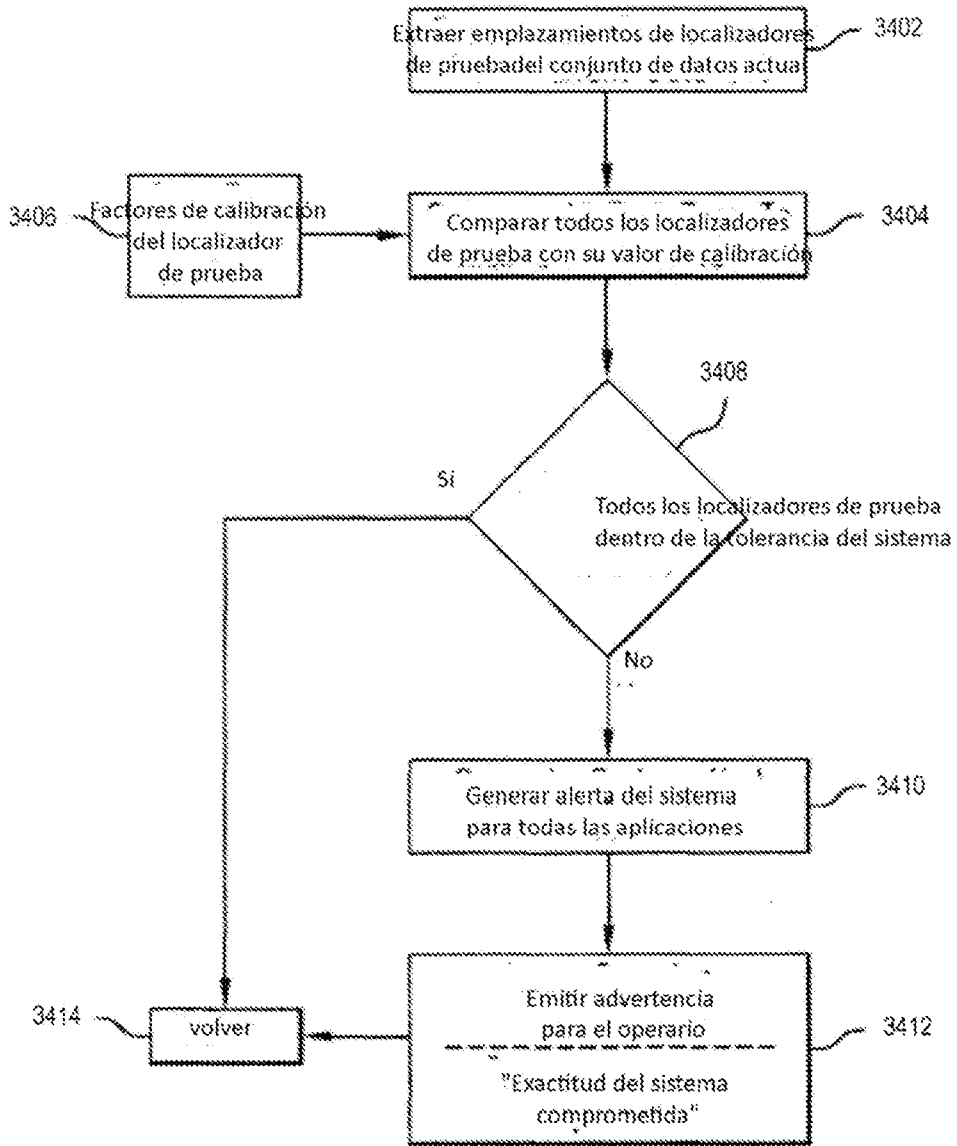 Extraer emplazamientos de localizadores
de pruebadel conjunto de datos actual
3402
3406
Factores de calibración
del localizador
de prueba
Comparar todos los localizadores
de prueba con su valor de calibración
3404
3408
Sí
Todos los localizadores de prueba
dentro de la tolerancia del sistema
No
Generar alerta del sistema
para todas las aplicaciones
3410
3414
volver
Emitir advertencia
para el operario
"Exactitud del sistema
comprometida"
3412